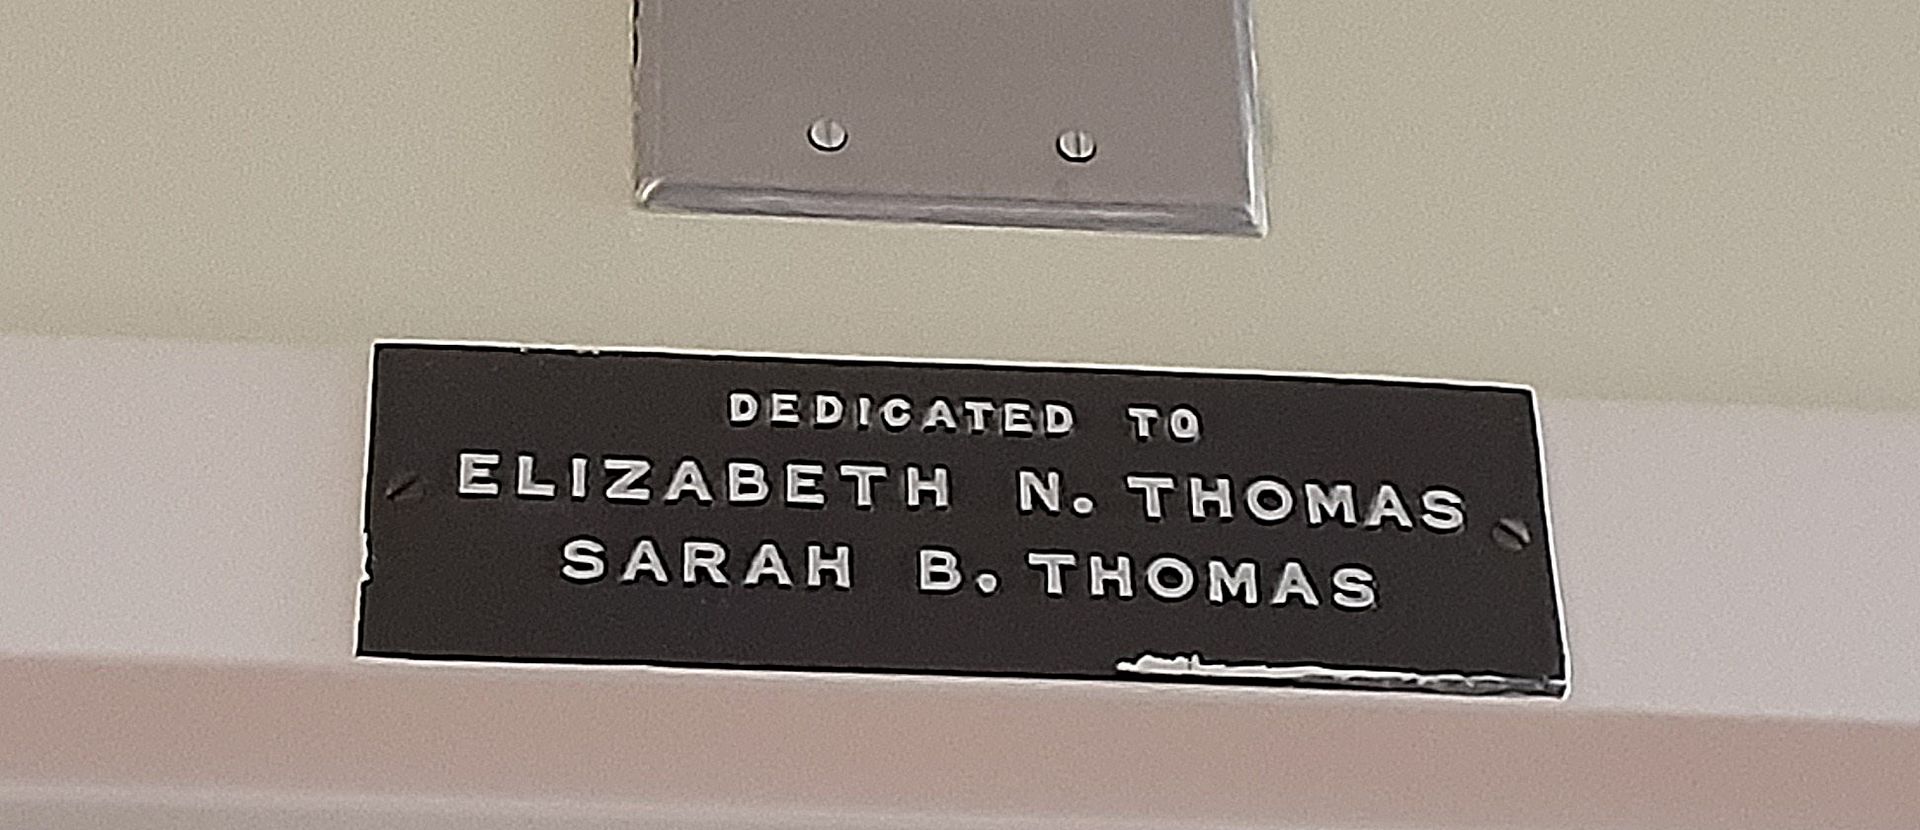 DEDICATED TO
ELIZABETH N. THOMAS
SARAH B. THOMAS